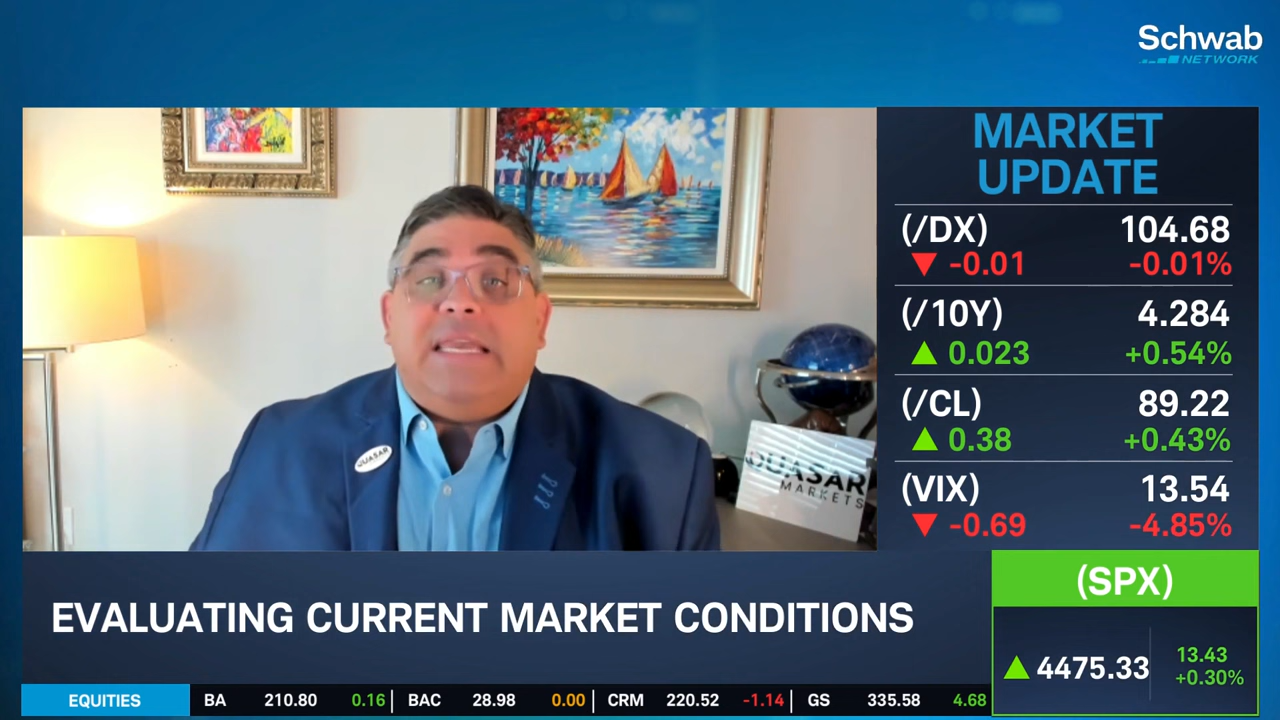 Schwab
NETWORK
MARKET
UPDATE
(/DX) 104.68
▼ -0.01 -0.01%
(/10Y) 4.284
▲ 0.023 +0.54%
(/CL) 89.22
▲ 0.38 +0.43%
(VIX) 13.54
▼ -0.69 -4.85%
QUASAR
QUASAR
MARKETS
EVALUATING CURRENT MARKET CONDITIONS
(SPX)
▲ 4475.33 13.43
+0.30%
EQUITIES BA 210.80 0.16 BAC 28.98 0.00 CRM 220.52 -1.14 GS 335.58 4.68